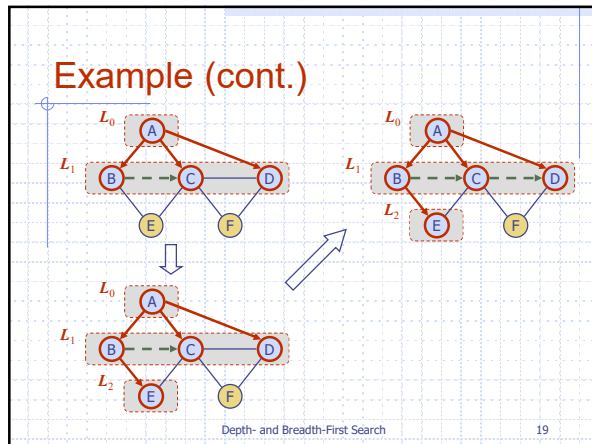 Example (cont.)
L0
A
L1
B C D
E F
L0
A
L1
B C D
L2
E F
L0
A
L1
B C D
L2
E F
Depth- and Breadth-First Search 19